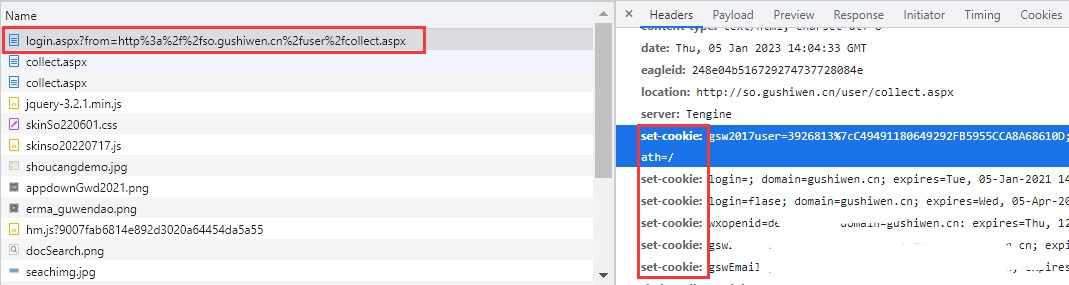 Name
login.aspx?from=http%3a%2f%2fso.gushiwen.cn%2fuser%2fcollect.aspx
collect.aspx
collect.aspx
jquery-3.2.1.min.js
skinSo220601.css
skinso20220717.js
shoucangdemo.jpg
appdownGwd2021.png
erma_guwendao.png
hm.js?9007fab6814e892d3020a64454da5a55
docSearch.png
seachimg.jpg
Headers Payload Preview Response Initiator Timing Cookies
date: Thu, 05 Jan 2023 14:04:33 GMT
eagleid: 248e04b516729274737728084e
location: http://so.gushiwen.cn/user/collect.aspx
server: Tengine
set-cookie: gsw2017user=3926813%7cC49491180649292FB5955CCA8A68610D;
ath=/
set-cookie: login=; domain=gushiwen.cn; expires=Tue, 05-Jan-2021 14
set-cookie: login=flase; domain=gushiwen.cn; expires=Wed, 05-Apr-20
set-cookie: wxopenid=de domain=gushiwen.cn; expires=Thu, 12
set-cookie: gsw cn; expi
set-cookie: gswEmail , expires